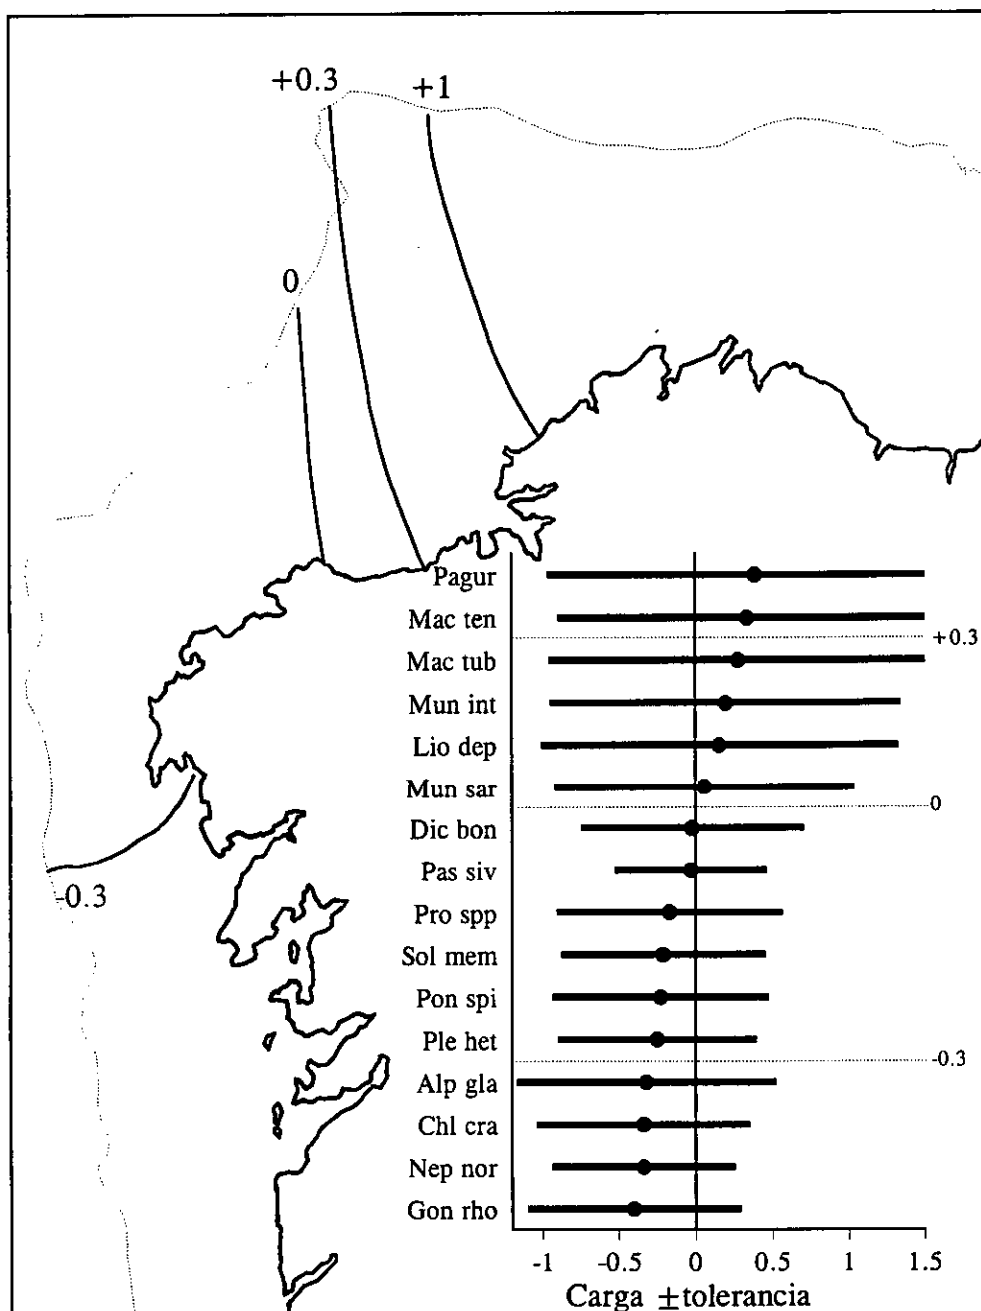 +0.3
+1
0
Pagur
Mac ten
+0.3
Mac tub
Mun int
Lio dep
Mun sar
0
Dic bon
Pas siv
-0.3
Pro spp
Sol mem
Pon spi
Ple het
-0.3
Alp gla
Chl cra
Nep nor
Gon rho
-1 -0.5 0 0.5 1 1.5
Carga ±tolerancia